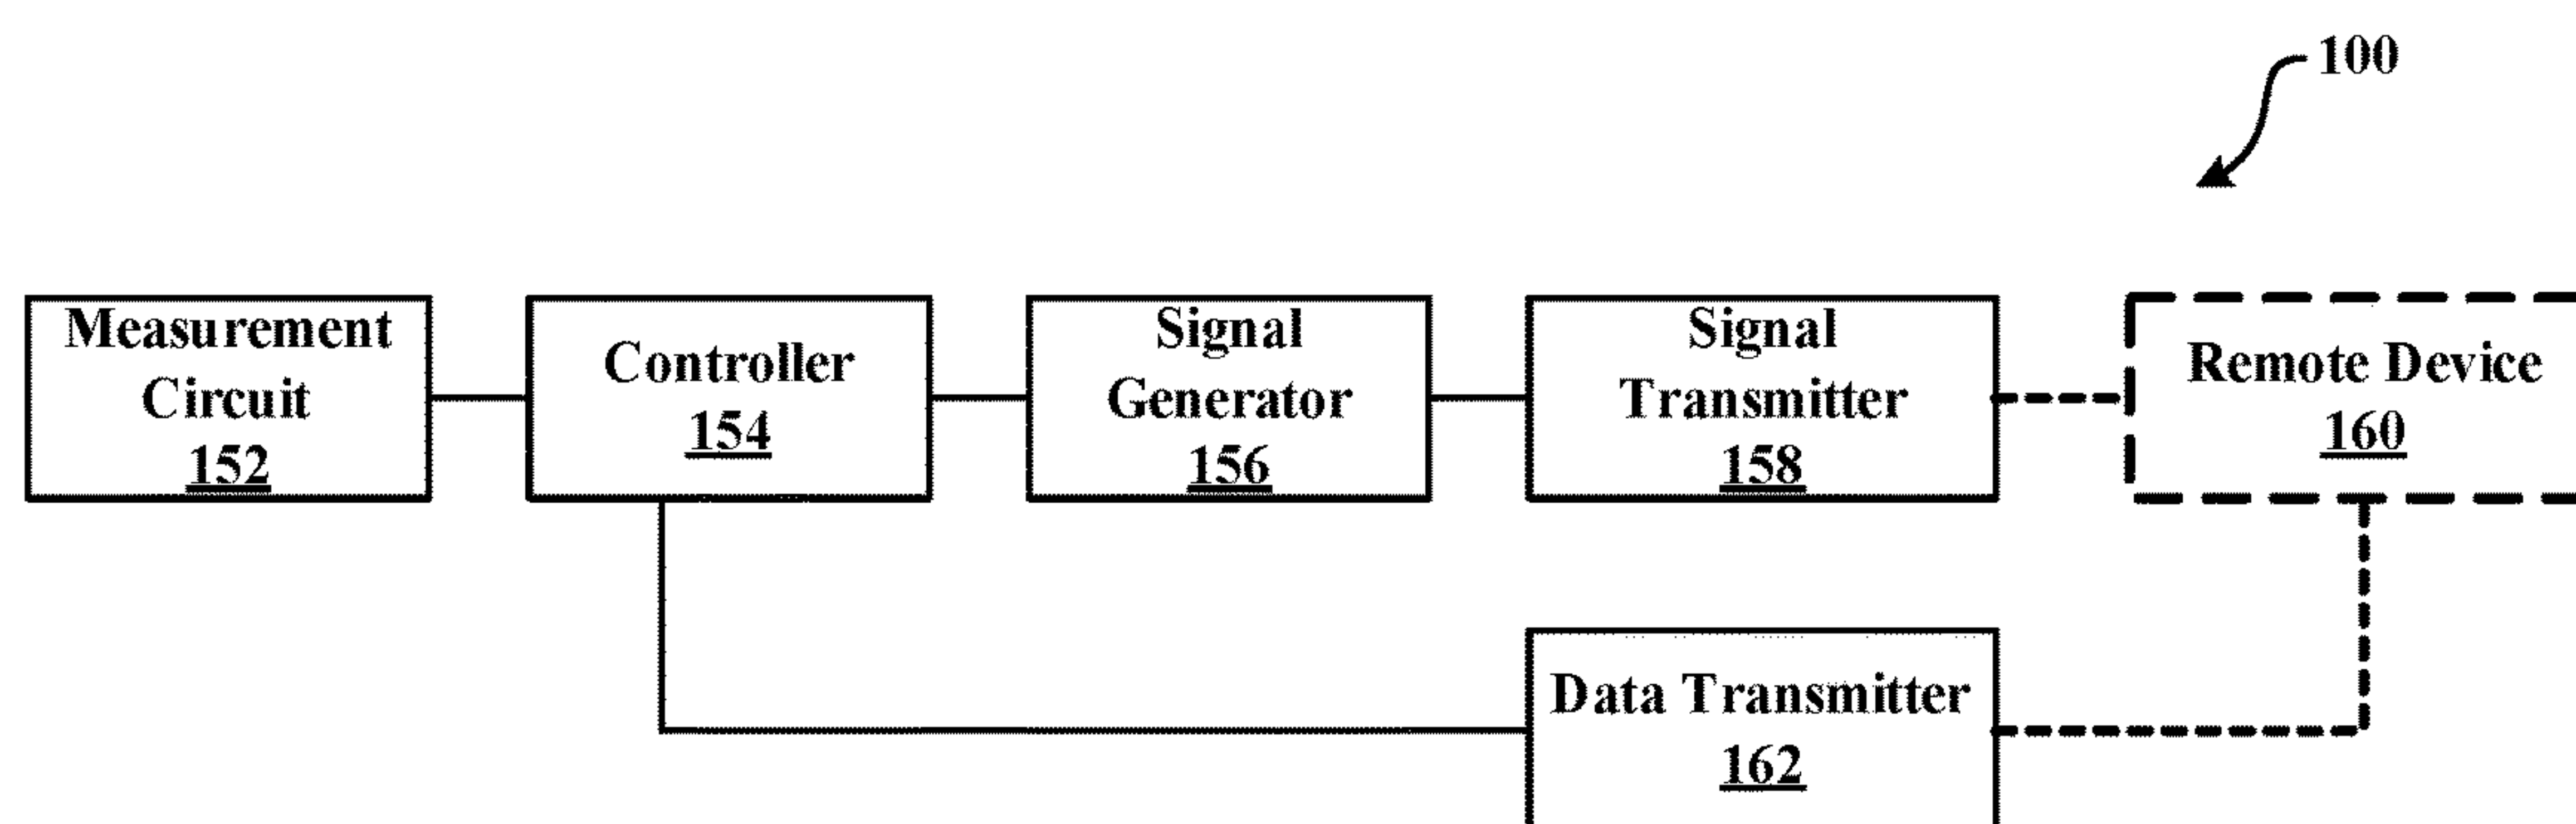 100
Measurement
Circuit
152
Controller
154
Signal
Generator
156
Signal
Transmitter
158
Remote Device
160
Data Transmitter
162